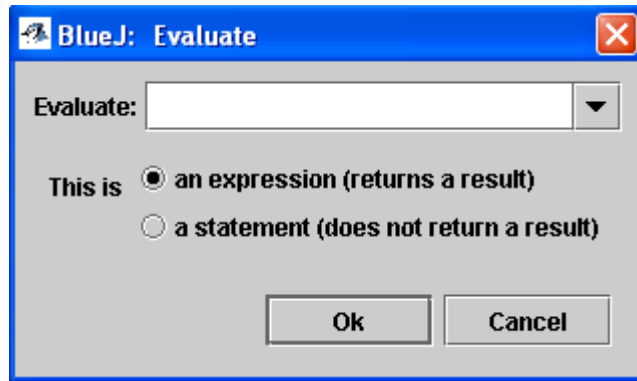 BlueJ: Evaluate
Evaluate:
This is
an expression (returns a result)
a statement (does not return a result)
Ok Cancel